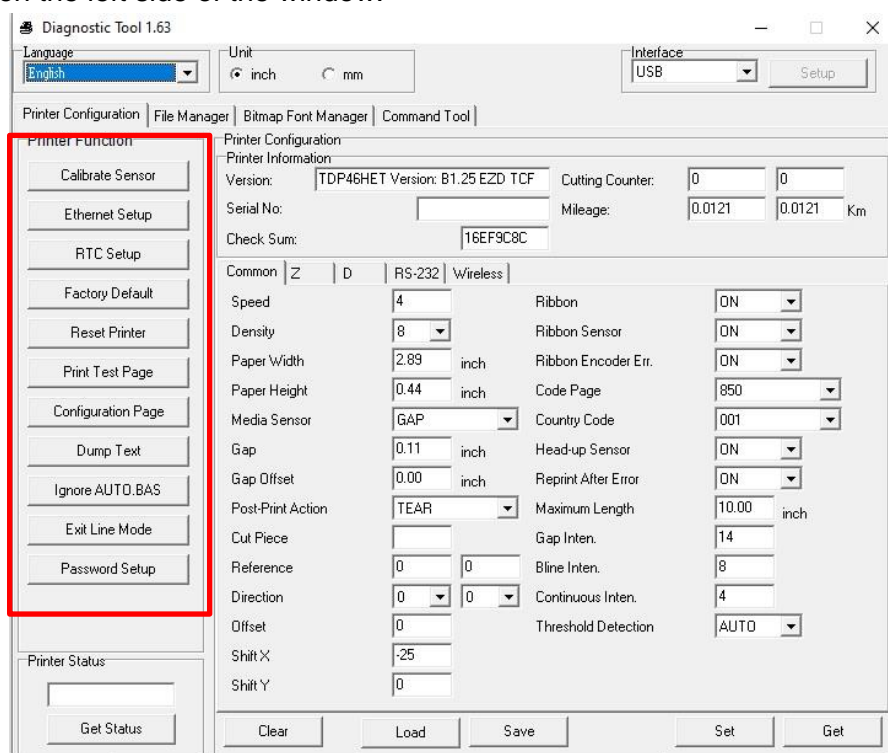 on the left side of the window.
Diagnostic Tool 1.63
Language Unit Interface
English inch mm USB Setup
Printer Configuration File Manager Bitmap Font Manager Command Tool
Printer Function Printer Configuration
Printer Information
Calibrate Sensor Version: TDP46HET Version: B1.25 EZD TCF Cutting Counter: 0 0
Ethernet Setup Serial No: Mileage: 0.0121 0.0121 Km
RTC Setup Check Sum: 16EF9C8C
Common Z D RS-232 Wireless
Factory Default Speed 4 Ribbon ON
Reset Printer Density 8 Ribbon Sensor ON
Print Test Page Paper Width 2.89 inch Ribbon Encoder Err. ON
Paper Height 0.44 inch Code Page 850
Configuration Page Media Sensor GAP Country Code 001
Dump Text Gap 0.11 inch Head-up Sensor ON
Ignore AUTO.BAS Gap Offset 0.00 inch Reprint After Error ON
Post-Print Action TEAR Maximum Length 10.00 inch
Exit Line Mode Cut Piece Gap Inten. 14
Password Setup Reference 0 0 Bline Inten. 8
Direction 0 0 Continuous Inten. 4
Offset 0 Threshold Detection AUTO
Printer Status Shift X -25
Shift Y 0
Get Status Clear Load Save Set Get